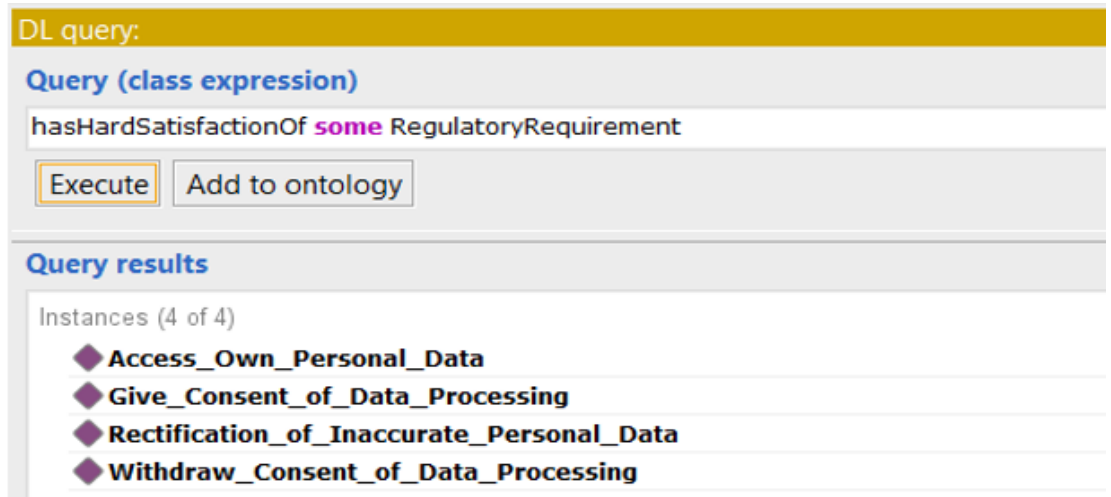 DL query:
Query (class expression)
hasHardSatisfactionOf some RegulatoryRequirement
Execute Add to ontology
Query results
Instances (4 of 4)
Access_Own_Personal_Data
Give_Consent_of_Data_Processing
Rectification_of_Inaccurate_Personal_Data
Withdraw_Consent_of_Data_Processing